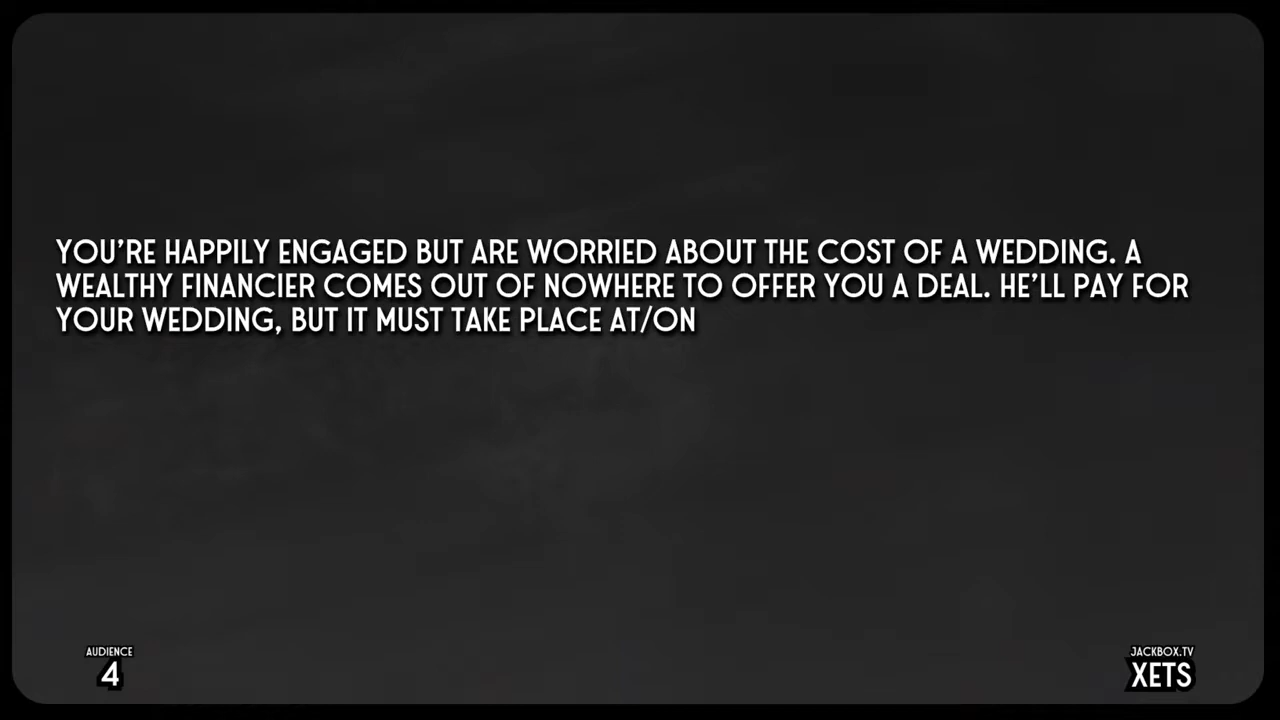 YOU'RE HAPPILY ENGAGED BUT ARE WORRIED ABOUT THE COST OF A WEDDING. A
WEALTHY FINANCIER COMES OUT OF NOWHERE TO OFFER YOU A DEAL. HE'LL PAY FOR
YOUR WEDDING, BUT IT MUST TAKE PLACE AT/ON
AUDIENCE
4
JACKBOX.TV
XETS